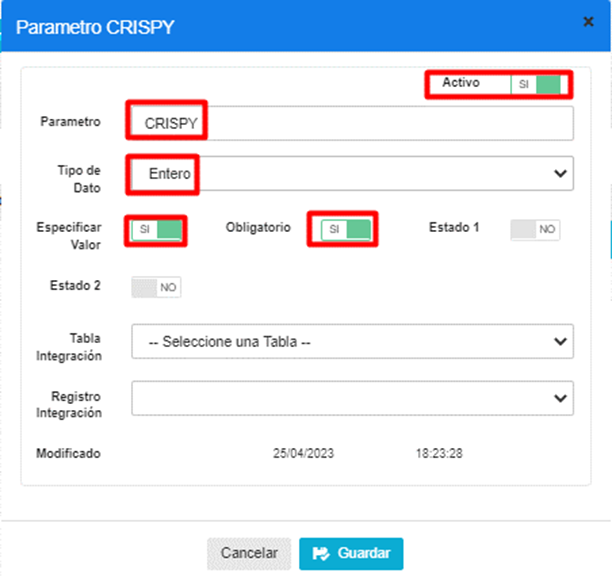 Parametro CRISPY
×
Activo SI
Parametro CRISPY
Tipo de
Dato
Entero
Especificar
Valor
SI
Obligatorio SI
Estado 1 NO
Estado 2 NO
Tabla
Integración
-- Seleccione una Tabla --
Registro
Integración
Modificado 25/04/2023 18:23:28
Cancelar Guardar